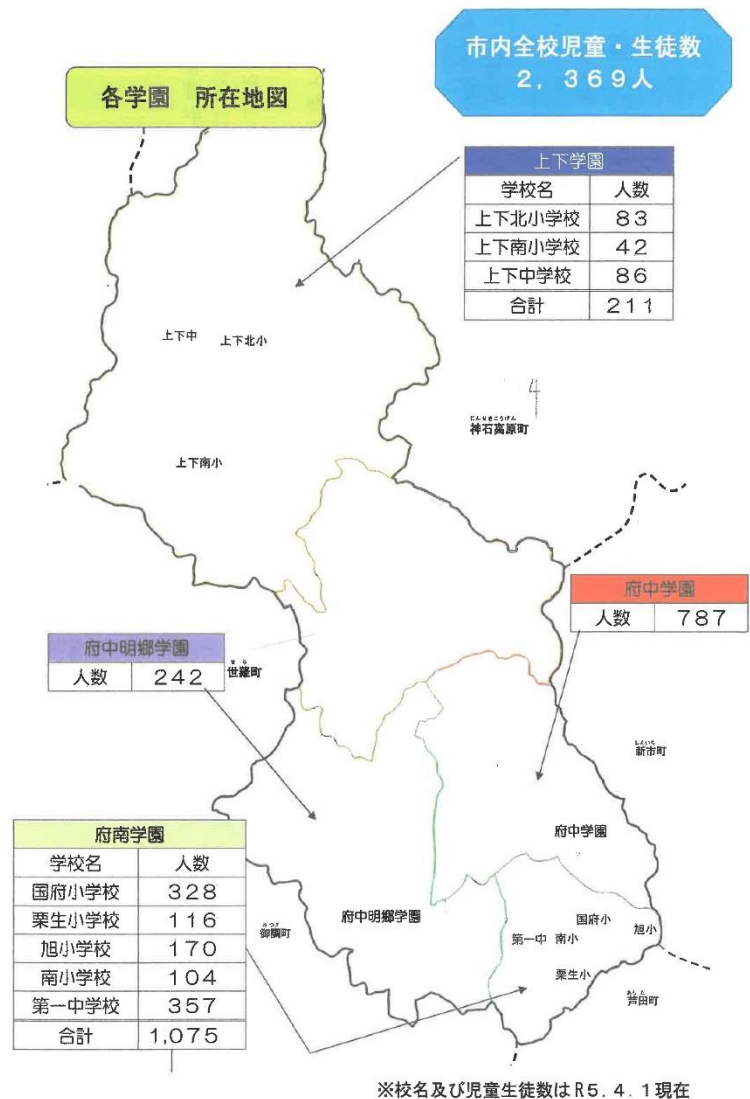 市内全校児童・生徒数
2,369人
各学園 所在地図
上下学園
学校名 人数
上下北小学校 83
上下南小学校 42
上下中学校 86
合計 211
上下中 上下北小
4
じんせきこうげん
神石高原町
上下南小
府中学園
人数 787
府中明郷学園
人数 242
せら
世羅町
しんいち
新市町
府南学園
学校名 人数
国府小学校 328
栗生小学校 116
旭小学校 170
南小学校 104
第一中学校 357
合計 1,075
府中学園
みつぎ
御調町
府中明郷学園
国府小
第一中 南小 旭小
栗生小
あしだ
芦田町
※校名及び児童生徒数はR5.4.1現在